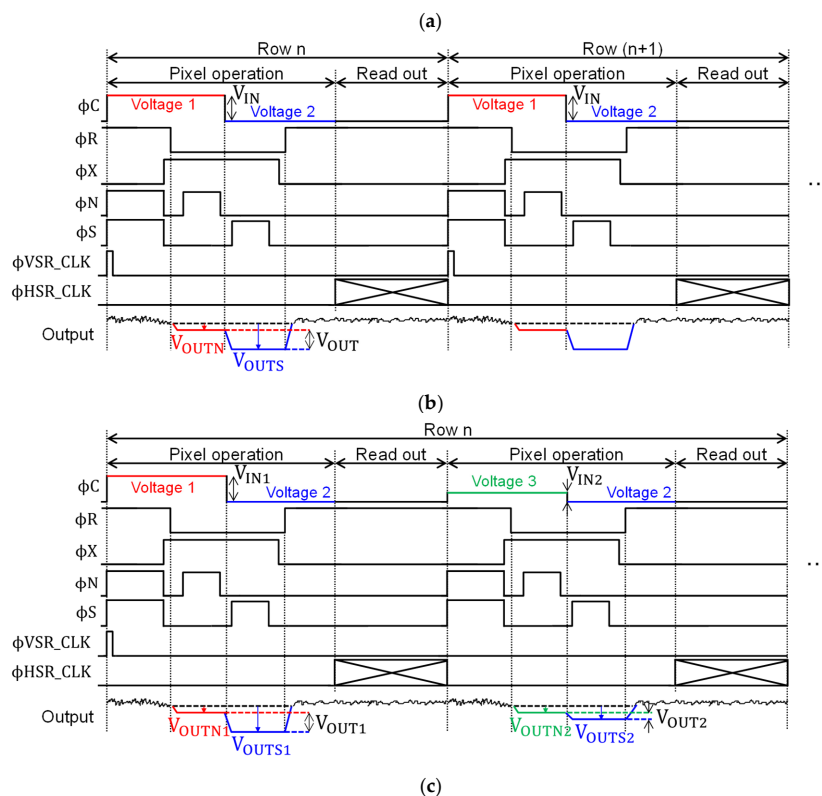 (a)
Row n Row (n+1)
Pixel operation Read out Pixel operation Read out
ϕC Voltage 1 VIN Voltage 2 Voltage 1 VIN Voltage 2
ϕR
ϕX
ϕN
ϕS
ϕVSR_CLK
ϕHSR_CLK
Output VOUTN VOUTS VOUT
(b)
Row n
Pixel operation Read out Pixel operation Read out
ϕC Voltage 1 VIN1 Voltage 2 Voltage 3 VIN2 Voltage 2
ϕR
ϕX
ϕN
ϕS
ϕVSR_CLK
ϕHSR_CLK
Output VOUTN1 VOUTS1 VOUT1 VOUTN2 VOUTS2 VOUT2
(c)